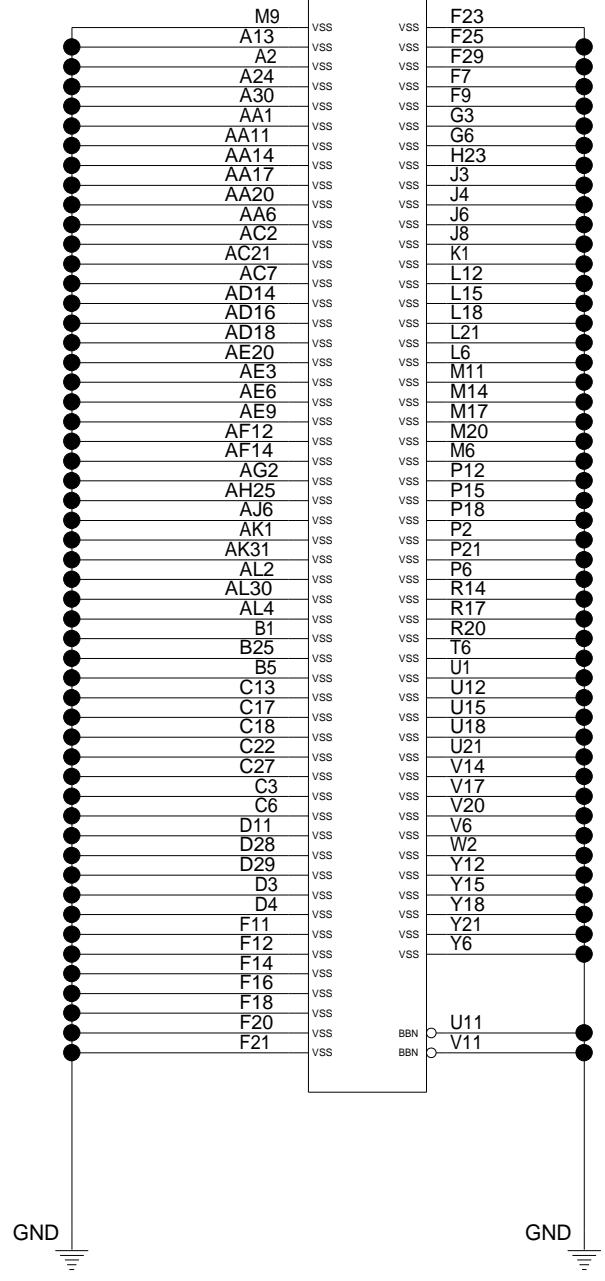 M9 VSS VSS F23
A13 VSS VSS F25
A2 VSS VSS F29
A24 VSS VSS F7
A30 VSS VSS F9
AA1 VSS VSS G3
AA11 VSS VSS G6
AA14 VSS VSS H23
AA17 VSS VSS J3
AA20 VSS VSS J4
AA6 VSS VSS J6
AC2 VSS VSS J8
AC21 VSS VSS K1
AC7 VSS VSS L12
AD14 VSS VSS L15
AD16 VSS VSS L18
AD18 VSS VSS L21
AE20 VSS VSS L6
AE3 VSS VSS M11
AE6 VSS VSS M14
AE9 VSS VSS M17
AF12 VSS VSS M20
AF14 VSS VSS M6
AG2 VSS VSS P12
AH25 VSS VSS P15
AJ6 VSS VSS P18
AK1 VSS VSS P2
AK31 VSS VSS P21
AL2 VSS VSS P6
AL30 VSS VSS R14
AL4 VSS VSS R17
B1 VSS VSS R20
B25 VSS VSS T6
B5 VSS VSS U1
C13 VSS VSS U12
C17 VSS VSS U15
C18 VSS VSS U18
C22 VSS VSS U21
C27 VSS VSS V14
C3 VSS VSS V17
C6 VSS VSS V20
D11 VSS VSS V6
D28 VSS VSS W2
D29 VSS VSS Y12
D3 VSS VSS Y15
D4 VSS VSS Y18
F11 VSS VSS Y21
F12 VSS VSS Y6
F14 VSS
F16 VSS
F18 VSS
F20 VSS BBN U11
F21 VSS BBN V11
GND GND